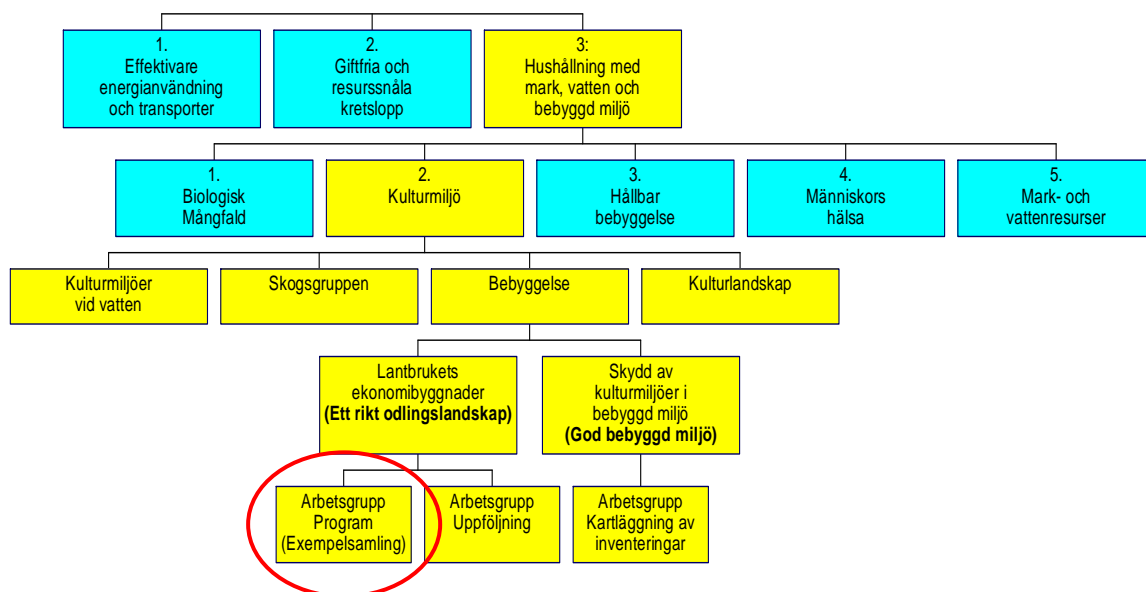 1.
Effektivare
energianvändning
och transporter
2.
Giftfria och
resurssnåla
kretslopp
3:
Hushållning med
mark, vatten och
bebyggd miljö
1.
Biologisk
Mångfald
2.
Kulturmiljö
3.
Hållbar
bebyggelse
4.
Människors
hälsa
5.
Mark- och
vattenresurser
Kulturmiljöer
vid vatten
Skogsgruppen
Bebyggelse
Kulturlandskap
Lantbrukets
ekonomibyggnader
(Ett rikt odlingslandskap)
Skydd av
kulturmiljöer i
bebyggd miljö
(God bebyggd miljö)
Arbetsgrupp
Program
(Exempelsamling)
Arbetsgrupp
Uppföljning
Arbetsgrupp
Kartläggning av
inventeringar